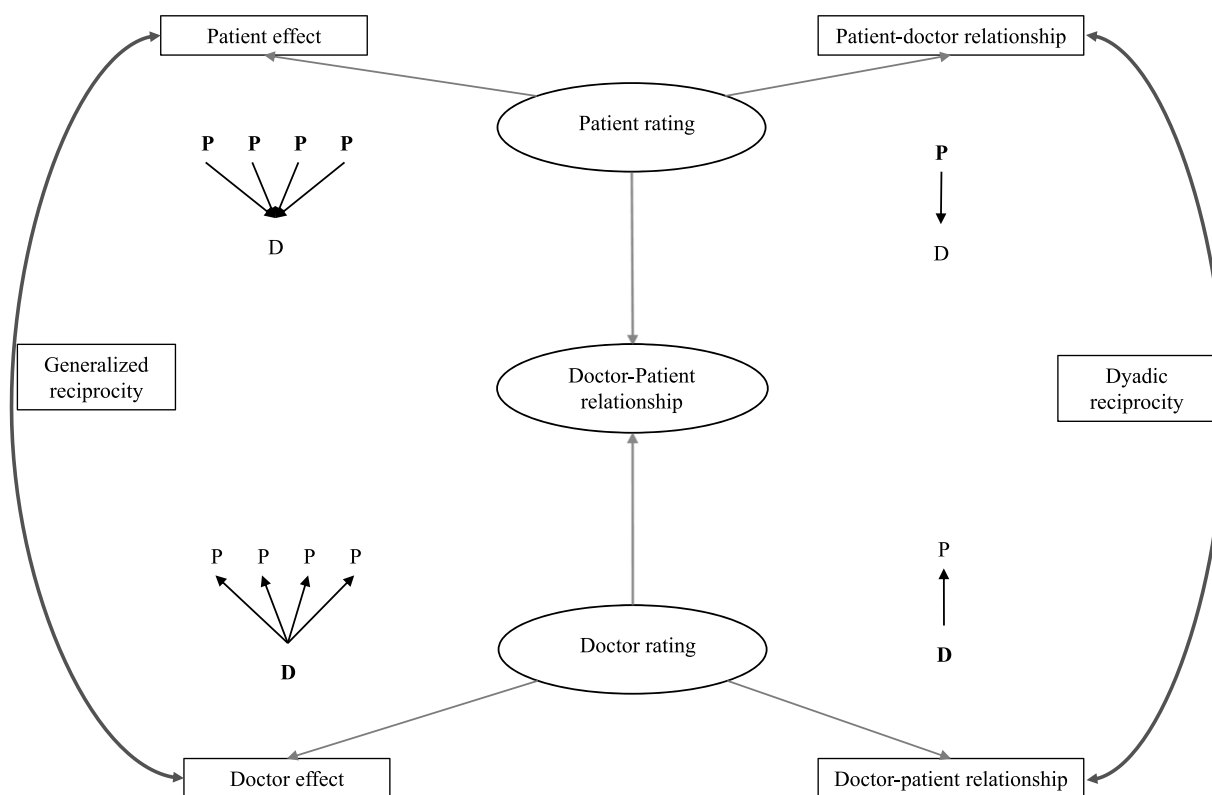 Patient effect
Patient-doctor relationship
Patient rating
P P P P
P
D
D
Generalized
reciprocity
Doctor-Patient
relationship
Dyadic
reciprocity
P P P P
P
Doctor rating
D
D
Doctor effect
Doctor-patient relationship